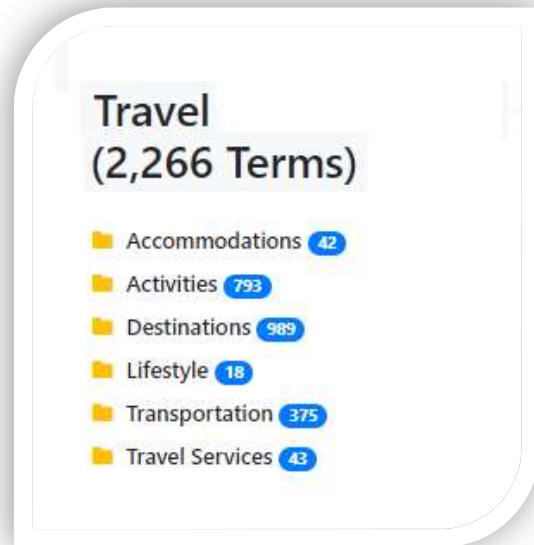 Travel
(2,266 Terms)
Accommodations 42
Activities 793
Destinations 989
Lifestyle 18
Transportation 375
Travel Services 43